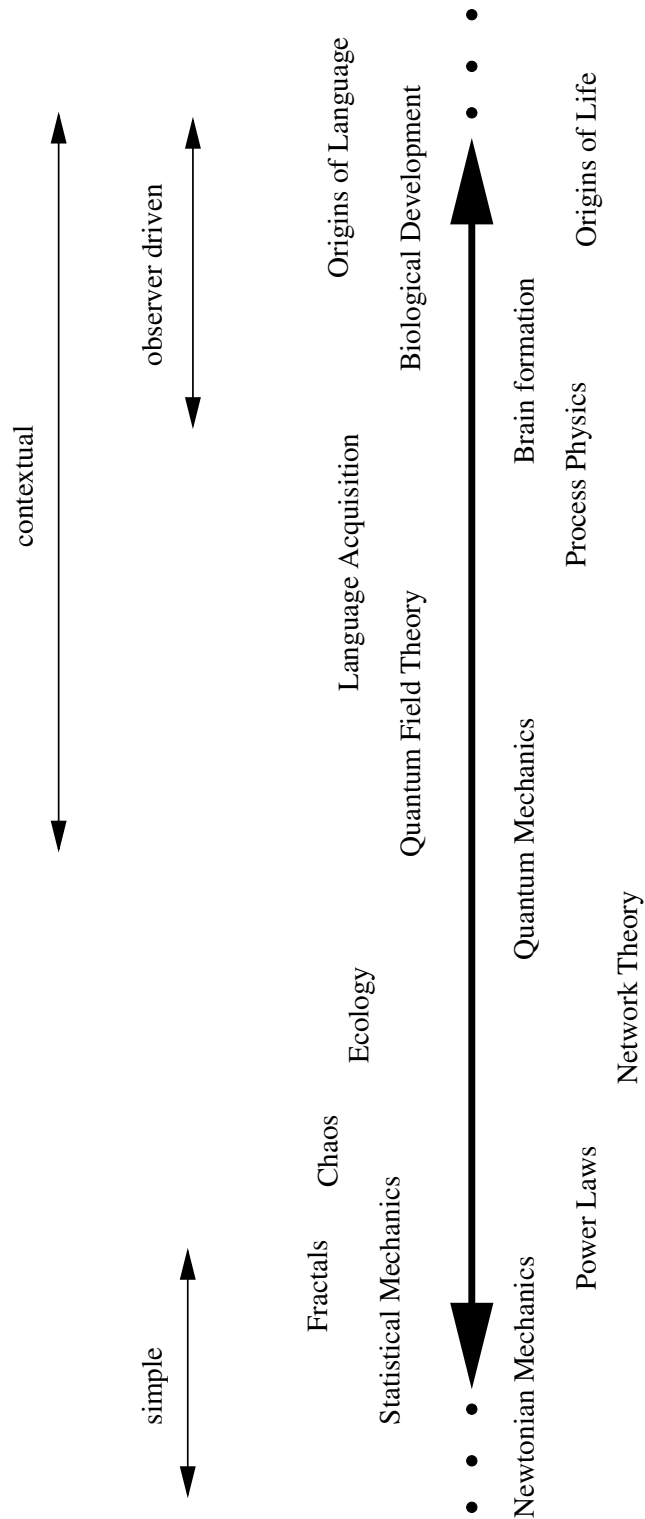 contextual
simple
observer driven
Fractals
Chaos
Origins of Language
Language Acquisition
Ecology
Statistical Mechanics
Quantum Field Theory
Biological Development
Newtonian Mechanics
Quantum Mechanics
Brain formation
Power Laws
Process Physics
Origins of Life
Network Theory